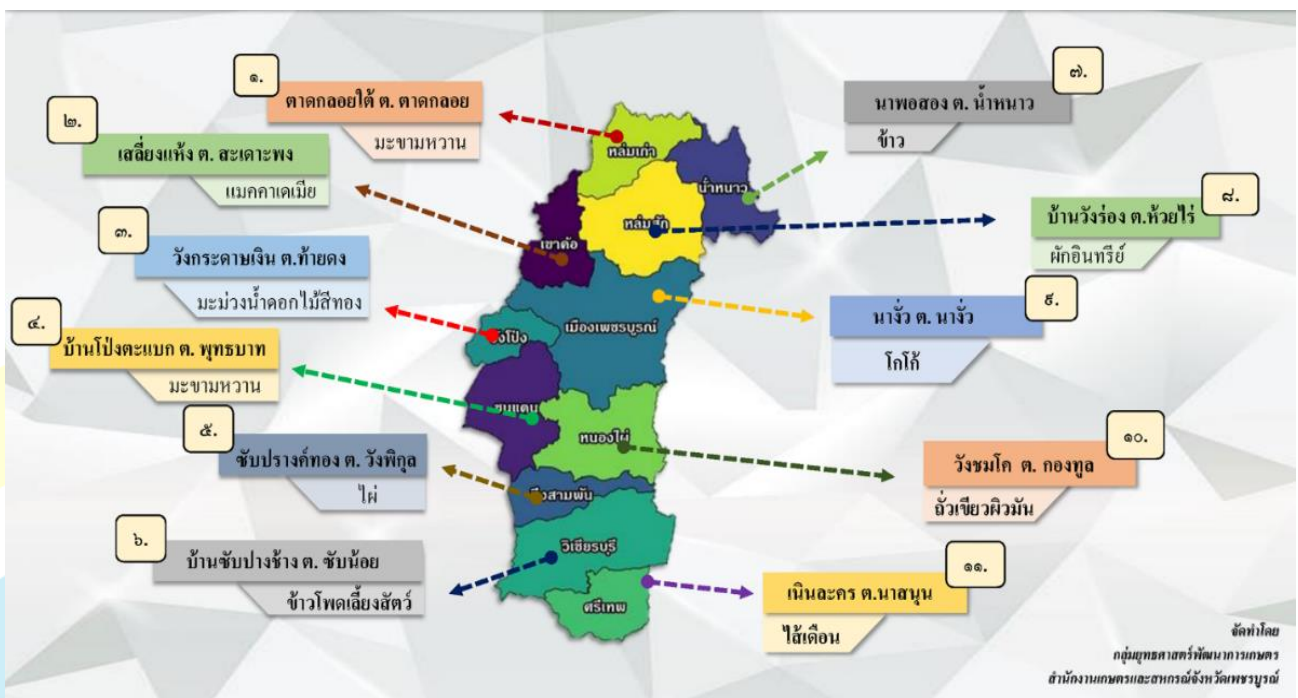 ๑.
ตาดกลอยใต้ ต. ตาดกลอย
มะขามหวาน
๒.
เสลี่ยงแห้ง ต. สะเดาะพง
แมคคาเดเมีย
๓.
วังกระดาษเงิน ต.ท้ายดง
มะม่วงน้ำดอกไม้สีทอง
๔.
บ้านโป่งตะแบก ต. พุทธบาท
มะขามหวาน
๕.
ซับปรางค์ทอง ต. วังพิกุล
ไผ่
๖.
บ้านซับปางช้าง ต. ซับน้อย
ข้าวโพดเลี้ยงสัตว์
หล่มเก่า
น้ำหนาว
หล่มสัก
เขาค้อ
เมืองเพชรบูรณ์
วังโป่ง
ชนแดน
หนองไผ่
บึงสามพัน
วิเชียรบุรี
ศรีเทพ
๗.
นาพอสอง ต. น้ำหนาว
ข้าว
๘.
บ้านวังร่อง ต.ห้วยไร่
ผักอินทรีย์
๙.
นางั่ว ต. นางั่ว
โกโก้
๑๐.
วังชมโค ต. กองทูล
ถั่วเขียวผิวมัน
๑๑.
เนินละคร ต.นาสนุน
ไส้เดือน
จัดทำโดย
กลุ่มยุทธศาสตร์พัฒนาการเกษตร
สำนักงานเกษตรและสหกรณ์จังหวัดเพชรบูรณ์